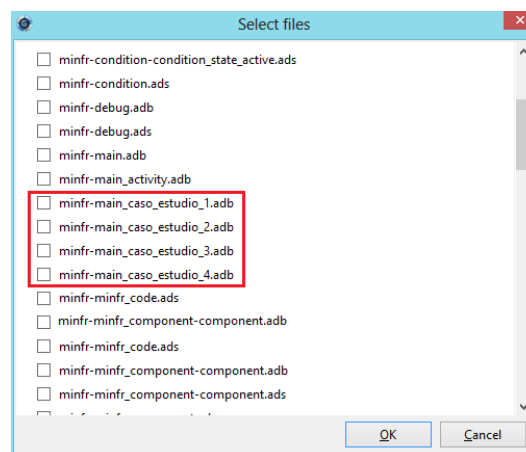 Select files
minfr-condition-condition_state_active.ads
minfr-condition.ads
minfr-debug.adb
minfr-debug.ads
minfr-main.adb
minfr-main_activity.adb
minfr-main_caso_estudio_1.adb
minfr-main_caso_estudio_2.adb
minfr-main_caso_estudio_3.adb
minfr-main_caso_estudio_4.adb
minfr-minfr_code.ads
minfr-minfr_component-component.adb
minfr-minfr_code.ads
minfr-minfr_component-component.adb
minfr-minfr_component-component.ads
OK Cancel